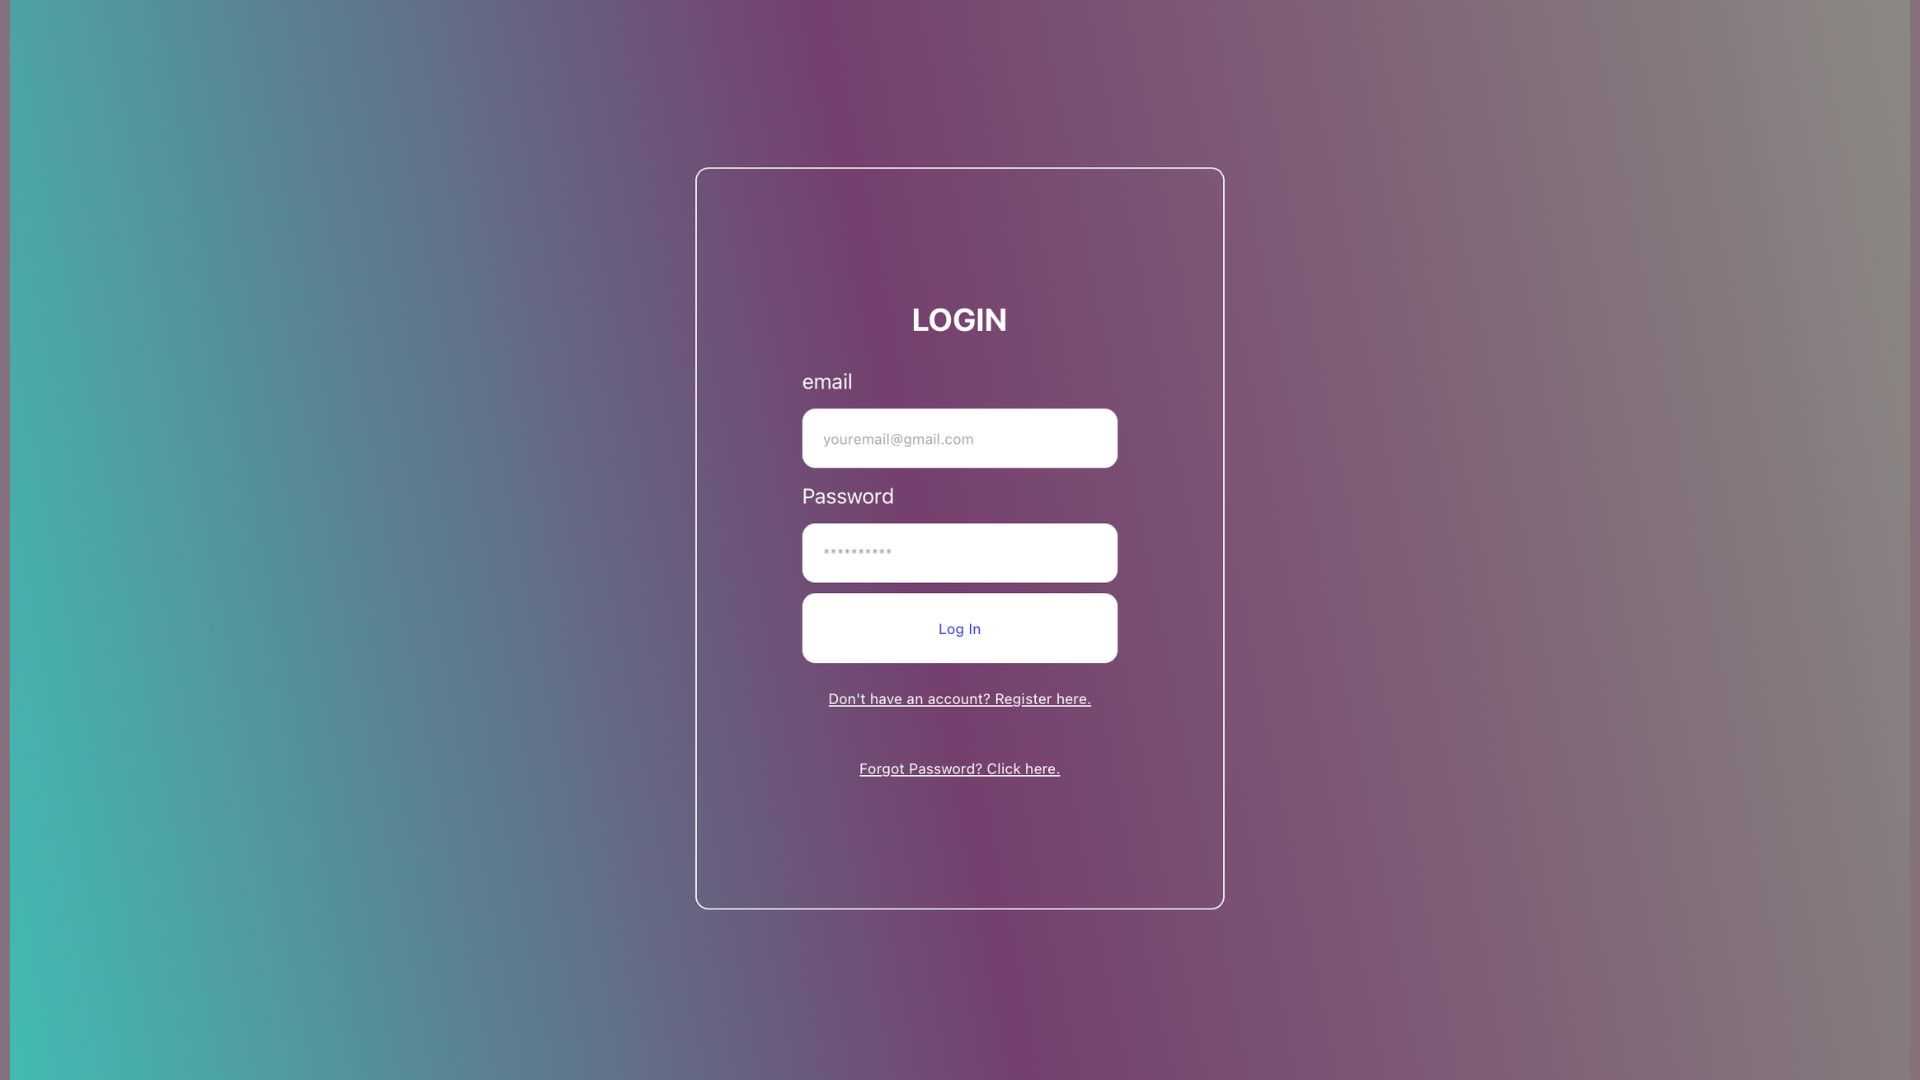 LOGIN
email
youremail@gmail.com
Password
**********
Log In
Don't have an account? Register here.
Forgot Password? Click here.